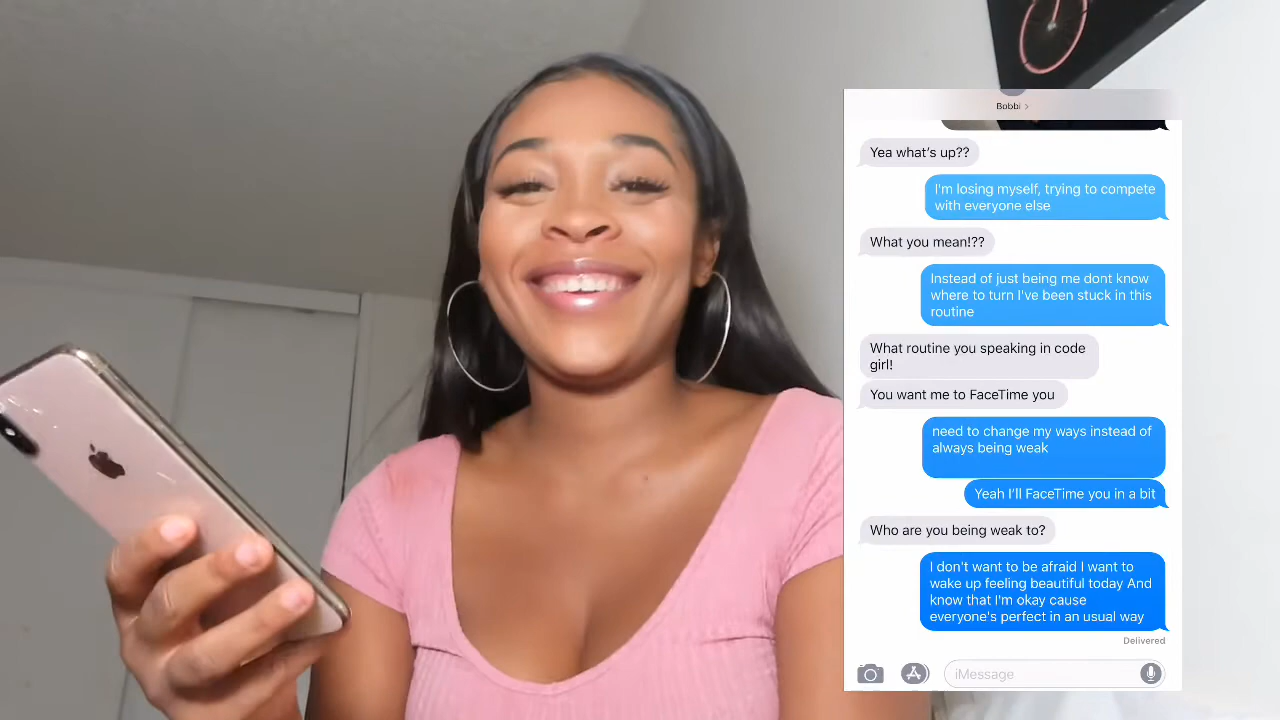 Bobbi >
Yea what's up??
I'm losing myself, trying to compete
with everyone else
What you mean!??
Instead of just being me dont know
where to turn I've been stuck in this
routine
What routine you speaking in code
girl!
You want me to FaceTime you
need to change my ways instead of
always being weak
Yeah I'll FaceTime you in a bit
Who are you being weak to?
I don't want to be afraid I want to
wake up feeling beautiful today And
know that I'm okay cause
everyone's perfect in an usual way
Delivered
iMessage